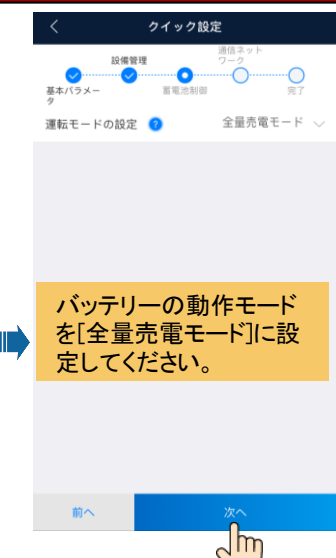 クイック設定
設備管理
通信ネット
ワーク
基本パラメー
タ
蓄電池制御
完了
運転モードの設定 ? 全量売電モード
バッテリーの動作モード
を[全量売電モード]に設
定してください。
前へ 次へ